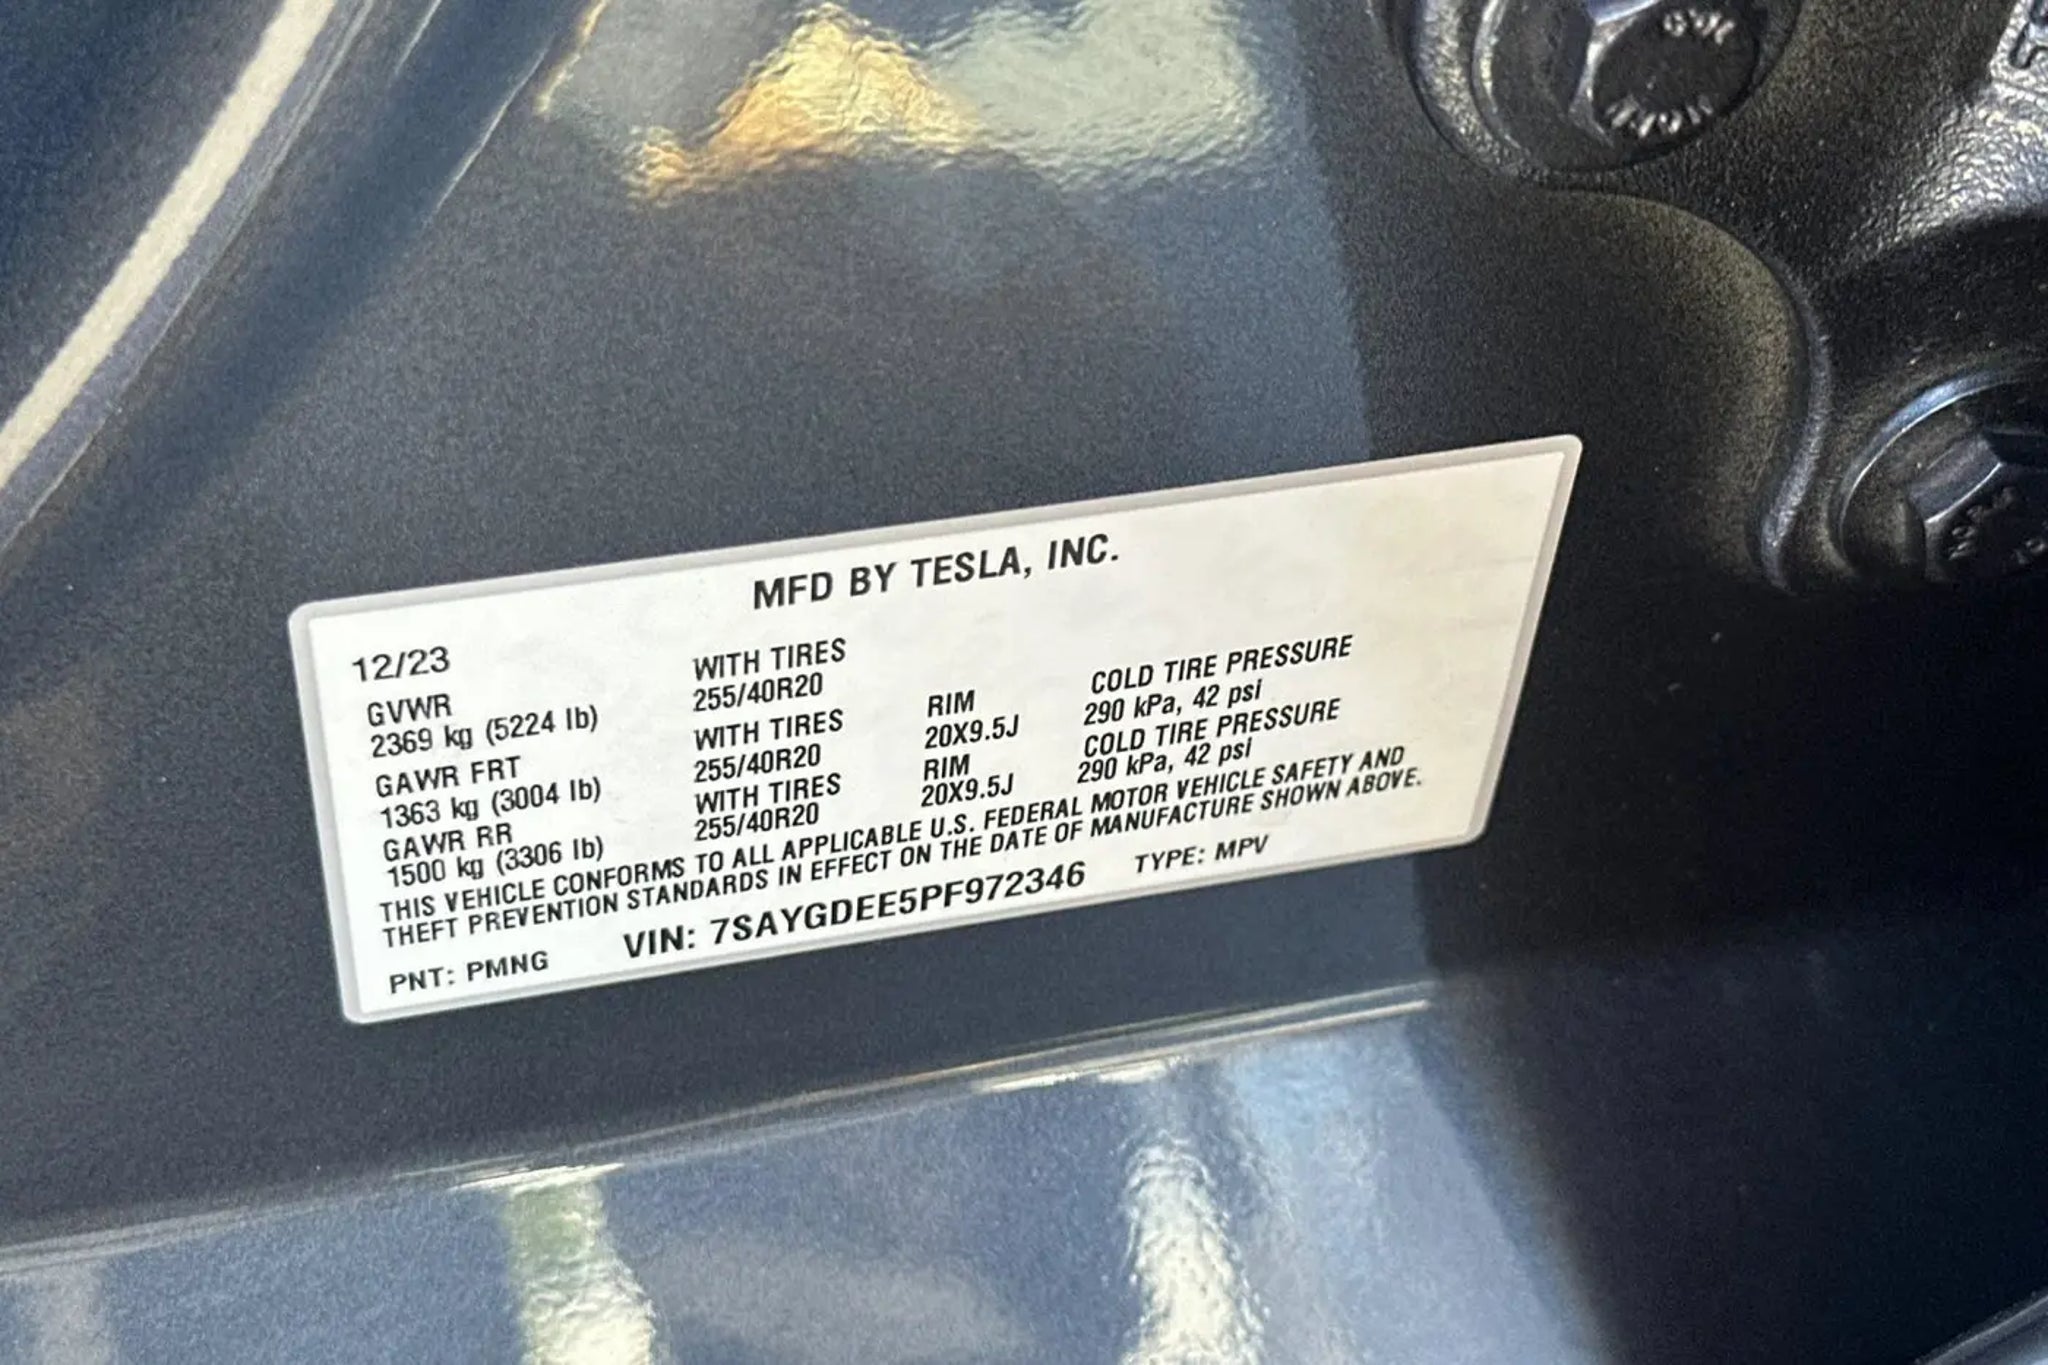 MFD BY TESLA, INC.
12/23
GVWR WITH TIRES
2369 kg (5224 lb) 255/40R20
GAWR FRT WITH TIRES RIM COLD TIRE PRESSURE
1363 kg (3004 lb) 255/40R20 20X9.5J 290 kPa, 42 psi
GAWR RR WITH TIRES RIM COLD TIRE PRESSURE
1500 kg (3306 lb) 255/40R20 20X9.5J 290 kPa, 42 psi
THIS VEHICLE CONFORMS TO ALL APPLICABLE U.S. FEDERAL MOTOR VEHICLE SAFETY AND
THEFT PREVENTION STANDARDS IN EFFECT ON THE DATE OF MANUFACTURE SHOWN ABOVE.
PNT: PMNG VIN: 7SAYGDEE5PF972346 TYPE: MPV